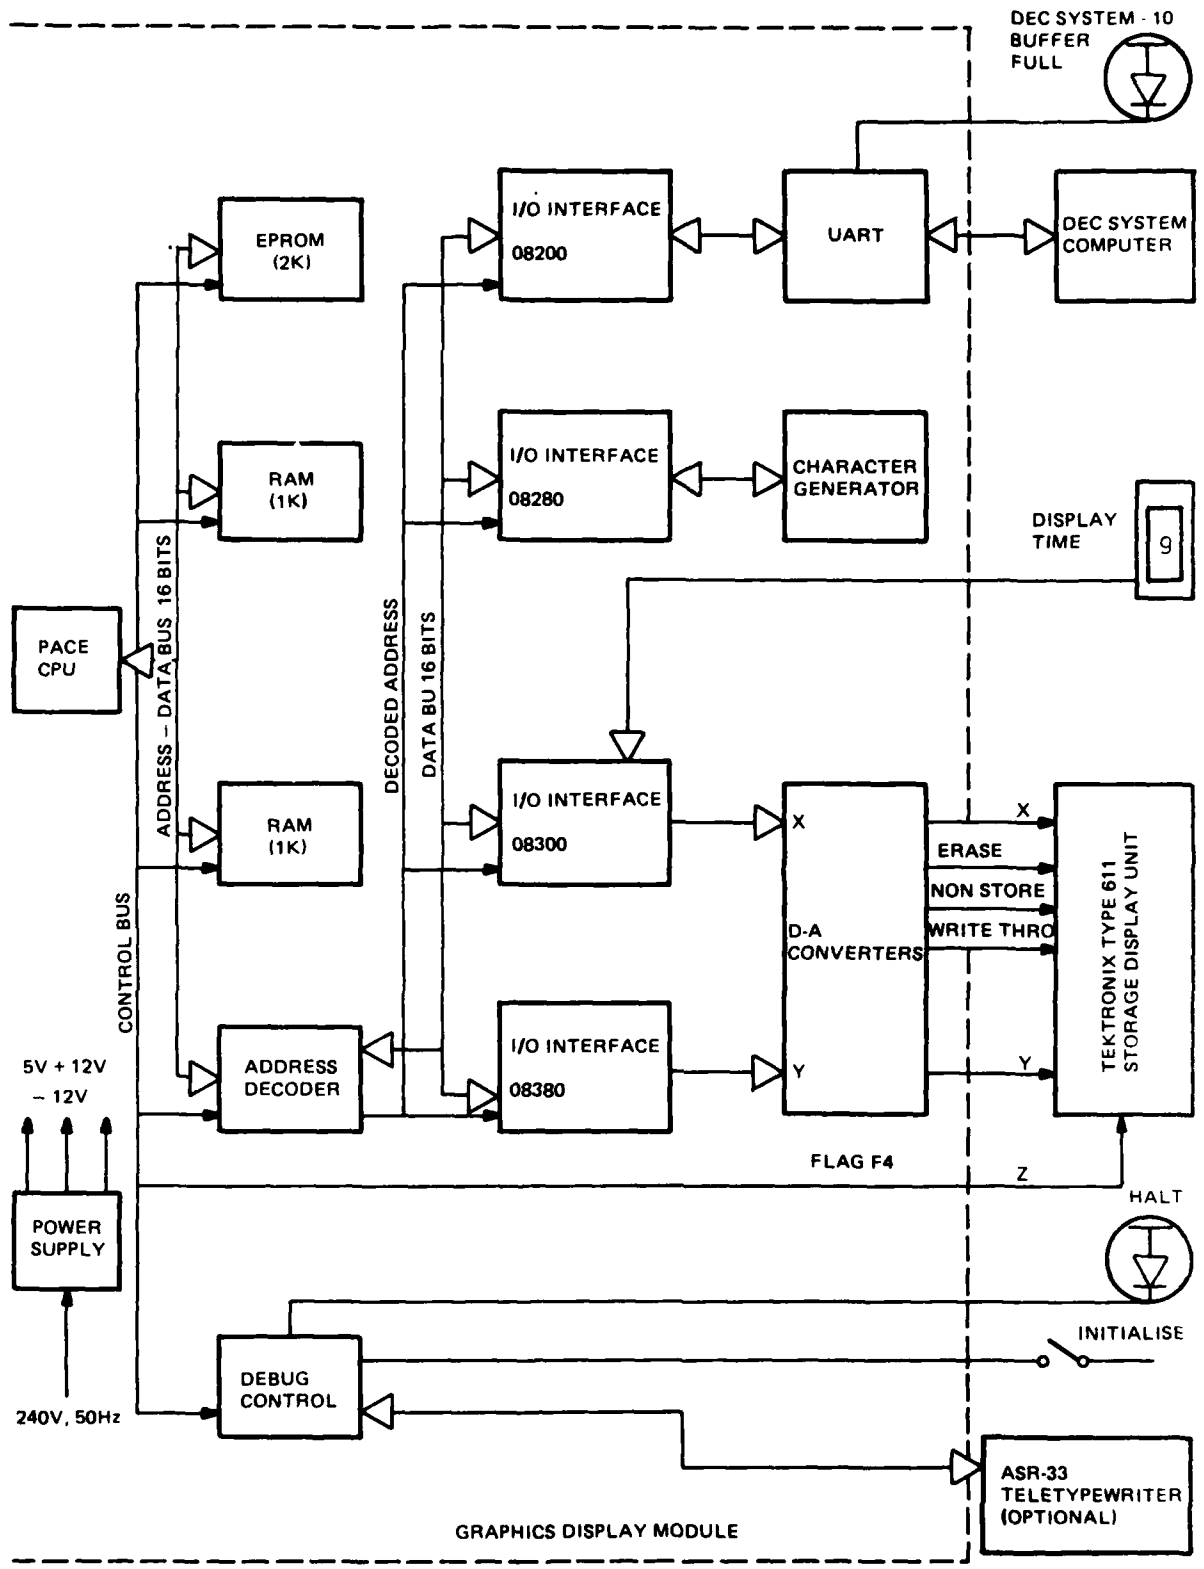 DEC SYSTEM - 10
BUFFER
FULL
I/O INTERFACE
08200
UART
DEC SYSTEM
COMPUTER
EPROM
(2K)
I/O INTERFACE
08280
CHARACTER
GENERATOR
RAM
(1K)
DISPLAY
TIME
9
ADDRESS - DATA BUS 16 BITS
DECODED ADDRESS
DATA BU 16 BITS
PACE
CPU
I/O INTERFACE
08300
X
X
RAM
(1K)
ERASE
NON STORE
WRITE THRO
D-A
CONVERTERS
TEKTRONIX TYPE 611
STORAGE DISPLAY UNIT
CONTROL BUS
I/O INTERFACE
08380
Y
Y
ADDRESS
DECODER
5V + 12V
- 12V
FLAG F4
Z
POWER
SUPPLY
HALT
INITIALISE
DEBUG
CONTROL
240V, 50Hz
ASR-33
TELETYPEWRITER
(OPTIONAL)
GRAPHICS DISPLAY MODULE